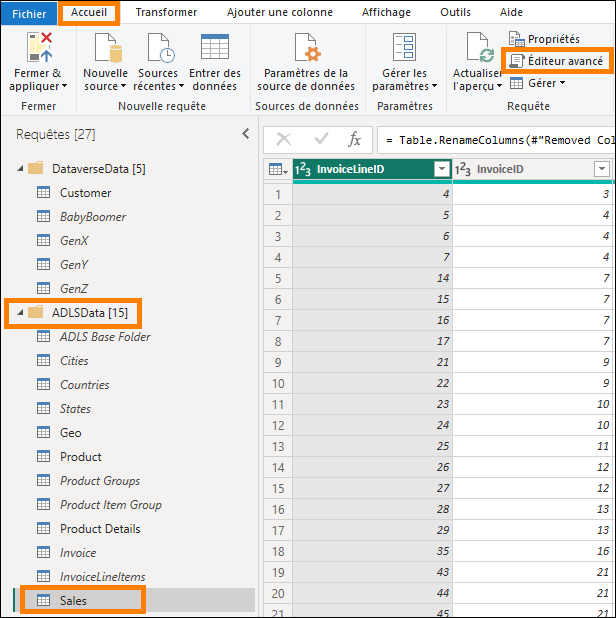 Fichier Accueil Transformer Ajouter une colonne Affichage Outils Aide
Fermer & appliquer
Fermer
Nouvelle source
Sources récentes
Entrer des données
Nouvelle requête
Paramètres de la source de données
Sources de données
Gérer les paramètres
Paramètres
Actualiser l'aperçu
Propriétés
Éditeur avancé
Gérer
Requête
Requêtes [27]
fx = Table.RenameColumns(#"Removed Col
DataverseData [5]
Customer
BabyBoomer
GenX
GenY
GenZ
ADLSData [15]
ADLS Base Folder
Cities
Countries
States
Geo
Product
Product Groups
Product Item Group
Product Details
Invoice
InvoiceLineItems
Sales
1²3 InvoiceLineID 1²3 InvoiceID
1 4 3
2 5 4
3 6 4
4 7 4
5 14 7
6 15 7
7 16 7
8 17 7
9 21 9
10 22 9
11 23 10
12 24 10
13 25 11
14 26 12
15 27 12
16 28 13
17 29 13
18 35 16
19 43 21
20 44 21
21 45 21